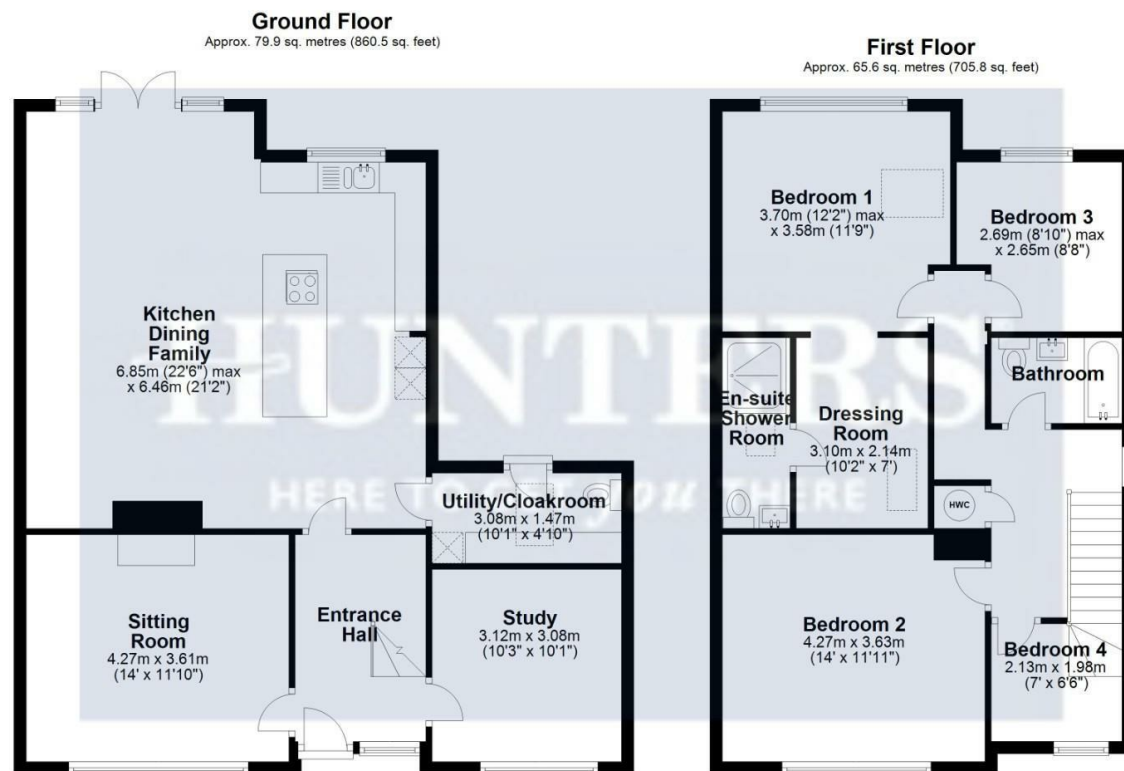 Ground Floor
Approx. 79.9 sq. metres (860.5 sq. feet)
Kitchen
Dining
Family
6.85m (22'6") max
x 6.46m (21'2")
Utility/Cloakroom
3.08m x 1.47m
(10'1" x 4'10")
Sitting
Room
4.27m x 3.61m
(14' x 11'10")
Entrance
Hall
Study
3.12m x 3.08m
(10'3" x 10'1")
First Floor
Approx. 65.6 sq. metres (705.8 sq. feet)
Bedroom 1
3.70m (12'2") max
x 3.58m (11'9")
Bedroom 3
2.69m (8'10") max
x 2.65m (8'8")
En-suite
Shower
Room
Dressing
Room
3.10m x 2.14m
(10'2" x 7')
Bathroom
HWC
Bedroom 2
4.27m x 3.63m
(14' x 11'11")
Bedroom 4
2.13m x 1.98m
(7' x 6'6")
HUNTERS
HERE TO GET you THERE